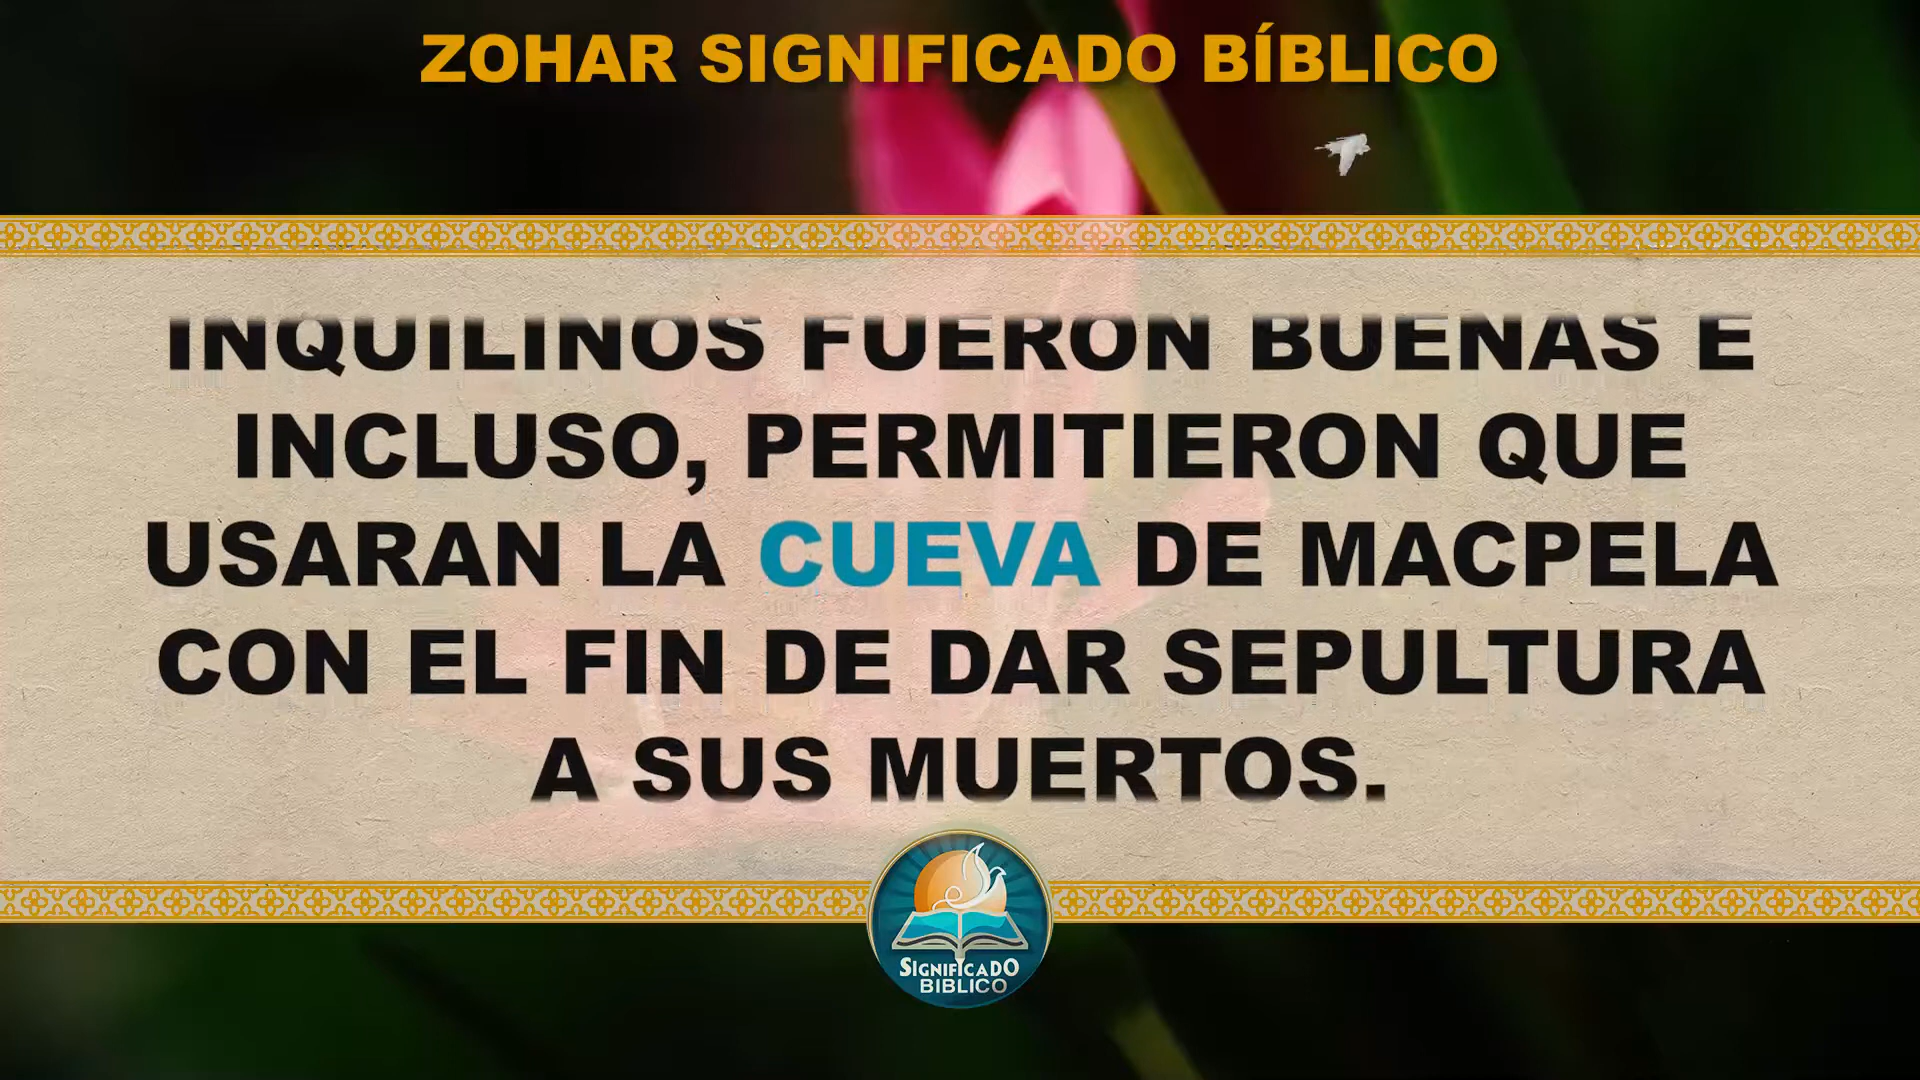 ZOHAR SIGNIFICADO BÍBLICO
INQUILINOS FUERON BUENAS E
INCLUSO, PERMITIERON QUE
USARAN LA CUEVA DE MACPELA
CON EL FIN DE DAR SEPULTURA
A SUS MUERTOS.
SIGNIFICADO
BIBLICO